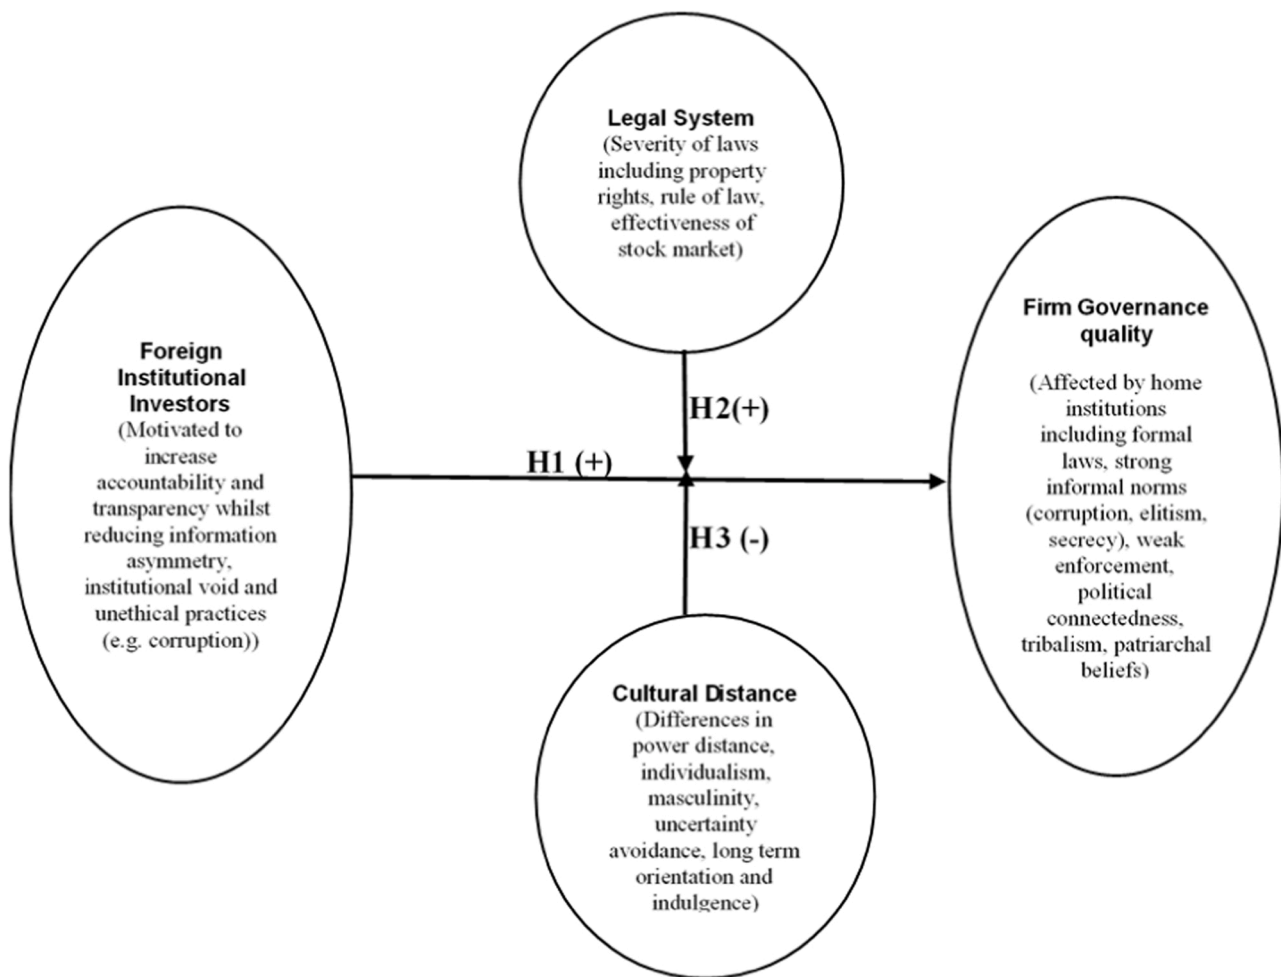 Legal System
(Severity of laws
including property
rights, rule of law,
effectiveness of
stock market)
Foreign
Institutional
Investors
(Motivated to
increase
accountability and
transparency whilst
reducing information
asymmetry,
institutional void and
unethical practices
(e.g. corruption))
H1 (+)
H2(+)
H3 (-)
Firm Governance
quality
(Affected by home
institutions
including formal
laws, strong
informal norms
(corruption, elitism,
secrecy), weak
enforcement,
political
connectedness,
tribalism, patriarchal
beliefs)
Cultural Distance
(Differences in
power distance,
individualism,
masculinity,
uncertainty
avoidance, long term
orientation and
indulgence)